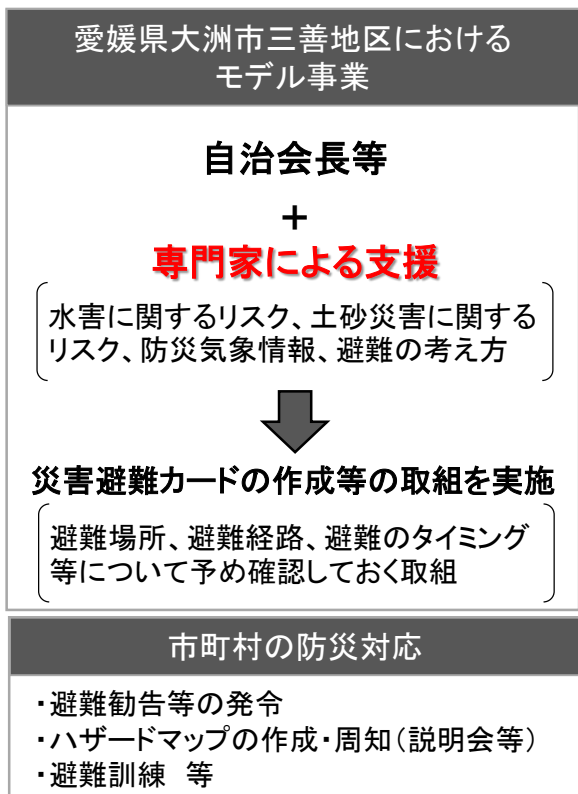 愛媛県大洲市三善地区における
モデル事業
自治会長等
+
専門家による支援
水害に関するリスク、土砂災害に関する
リスク、防災気象情報、避難の考え方
災害避難カードの作成等の取組を実施
避難場所、避難経路、避難のタイミング
等について予め確認しておく取組
市町村の防災対応
・避難勧告等の発令
・ハザードマップの作成・周知(説明会等)
・避難訓練 等